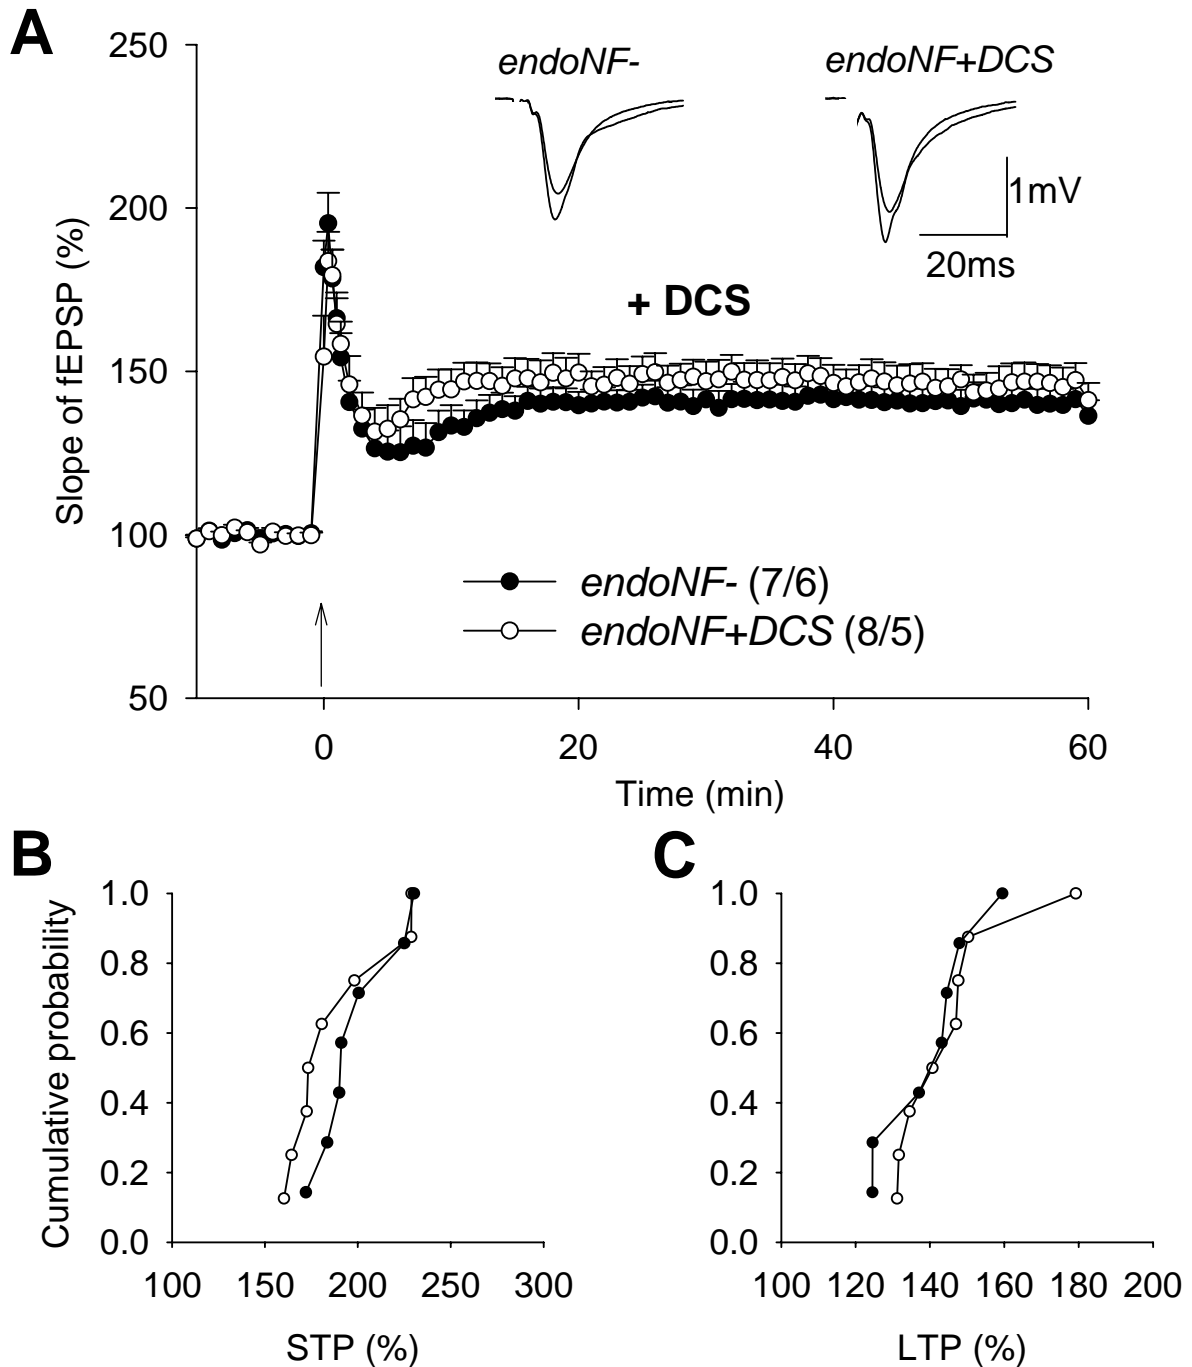 A
250
200
150
100
50
Slope of fEPSP (%)
endoNF-
endoNF+DCS
1mV
20ms
+ DCS
endoNF- (7/6)
endoNF+DCS (8/5)
0 20 40 60
Time (min)
B
1.0
0.8
0.6
0.4
0.2
0.0
Cumulative probability
100 150 200 250 300
STP (%)
C
1.0
0.8
0.6
0.4
0.2
0.0
100 120 140 160 180 200
LTP (%)